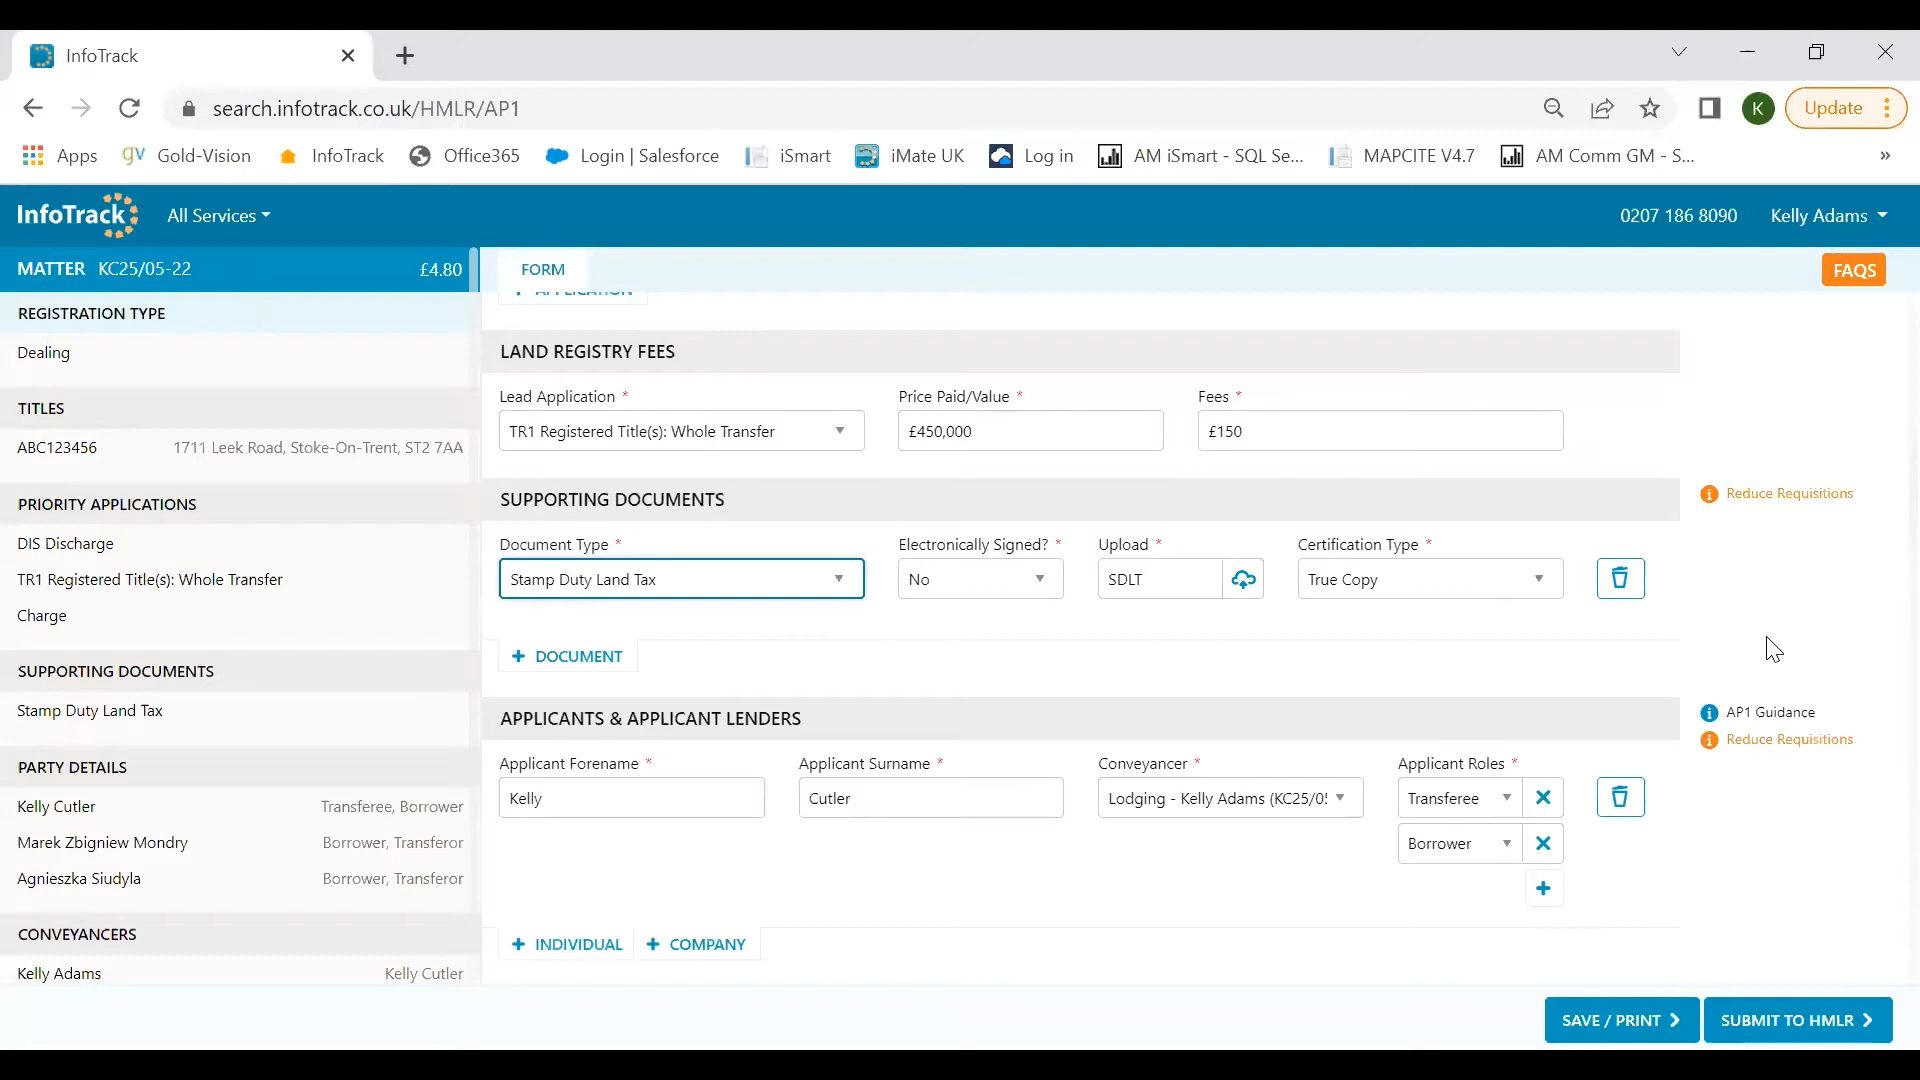 InfoTrack
search.infotrack.co.uk/HMLR/AP1
K
Update
Apps
gv Gold-Vision
InfoTrack
Office365
Login | Salesforce
iSmart
iMate UK
Log in
AM iSmart - SQL Se...
MAPCITE V4.7
AM Comm GM - S...
»
InfoTrack
All Services
0207 186 8090
Kelly Adams
MATTER KC25/05-22 £4.80
FORM
FAQS
REGISTRATION TYPE
Dealing
TITLES
ABC123456 1711 Leek Road, Stoke-On-Trent, ST2 7AA
PRIORITY APPLICATIONS
DIS Discharge
TR1 Registered Title(s): Whole Transfer
Charge
SUPPORTING DOCUMENTS
Stamp Duty Land Tax
PARTY DETAILS
Kelly Cutler Transferee, Borrower
Marek Zbigniew Mondry Borrower, Transferor
Agnieszka Siudyla Borrower, Transferor
CONVEYANCERS
Kelly Adams Kelly Cutler
+ APPLICATION
LAND REGISTRY FEES
Lead Application * Price Paid/Value * Fees *
TR1 Registered Title(s): Whole Transfer £450,000 £150
SUPPORTING DOCUMENTS
Reduce Requisitions
Document Type * Electronically Signed? * Upload * Certification Type *
Stamp Duty Land Tax No SDLT True Copy
+ DOCUMENT
APPLICANTS & APPLICANT LENDERS
AP1 Guidance
Reduce Requisitions
Applicant Forename * Applicant Surname * Conveyancer * Applicant Roles *
Kelly Cutler Lodging - Kelly Adams (KC25/05 Transferee
Borrower
+ INDIVIDUAL + COMPANY
SAVE / PRINT SUBMIT TO HMLR